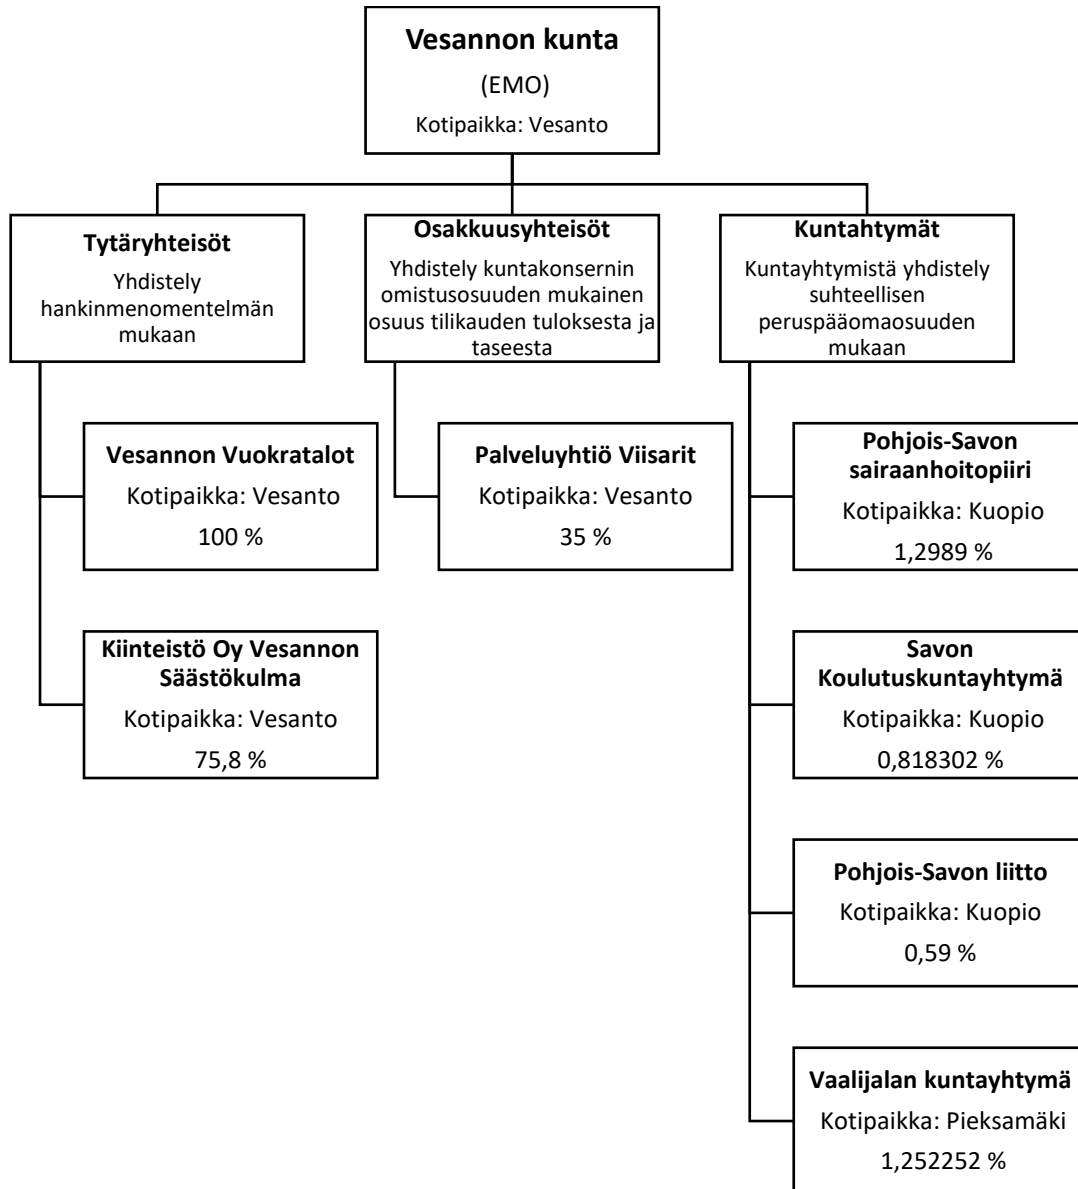 Vesannon kunta
(EMO)
Kotipaikka: Vesanto
Tytäryhteisöt
Yhdistely
hankinmenomentelmän
mukaan
Osakkuusyhteisöt
Yhdistely kuntakonsernin
omistusosuuden mukainen
osuus tilikauden tuloksesta ja
taseesta
Kuntahtymät
Kuntayhtymistä yhdistely
suhteellisen
peruspääomaosuuden
mukaan
Vesannon Vuokratalot
Kotipaikka: Vesanto
100 %
Kiinteistö Oy Vesannon
Säästökulma
Kotipaikka: Vesanto
75,8 %
Palveluyhtiö Viisarit
Kotipaikka: Vesanto
35 %
Pohjois-Savon
sairaanhoitopiiri
Kotipaikka: Kuopio
1,2989 %
Savon
Koulutuskuntayhtymä
Kotipaikka: Kuopio
0,818302 %
Pohjois-Savon liitto
Kotipaikka: Kuopio
0,59 %
Vaalijalan kuntayhtymä
Kotipaikka: Pieksamäki
1,252252 %